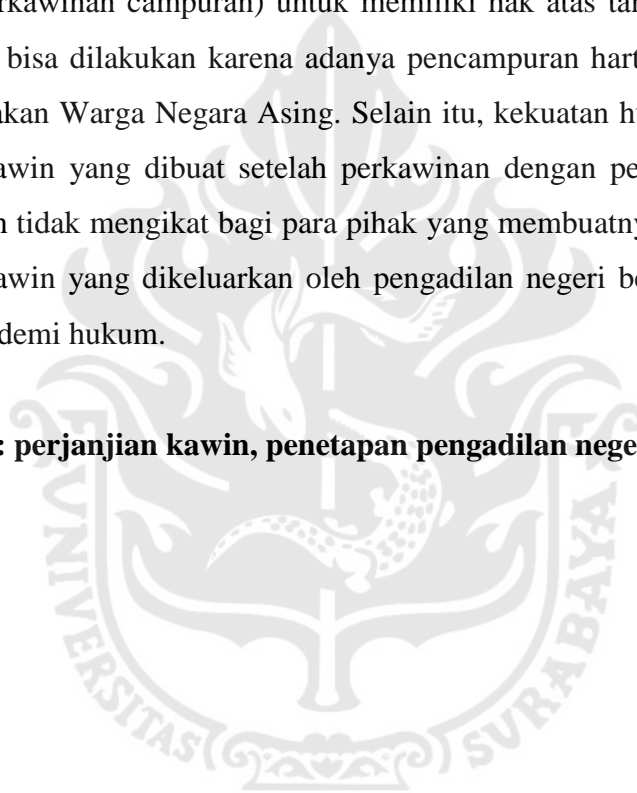 rkawinan campuran) untuk memiliki hak atas tan
bisa dilakukan karena adanya pencampuran hart
akan Warga Negara Asing. Selain itu, kekuatan hu
awin yang dibuat setelah perkawinan dengan pe
n tidak mengikat bagi para pihak yang membuatny
awin yang dikeluarkan oleh pengadilan negeri be
demi hukum.
: perjanjian kawin, penetapan pengadilan nege
UNIVERSITAS SURABAYA